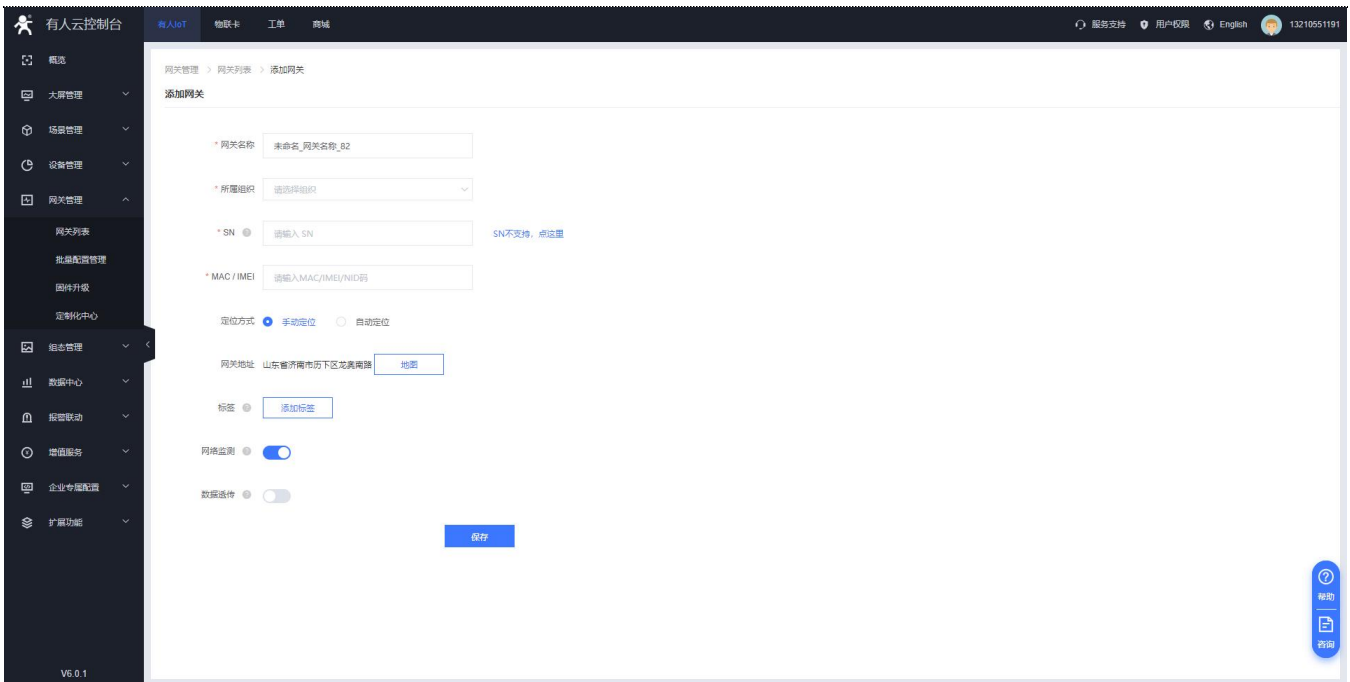 有人云控制台
有人IoT 物联卡 工单 商城
服务支持 用户权限 English 13210551191
概览
大屏管理
场景管理
设备管理
网关管理
网关列表
批量配置管理
固件升级
定制化中心
组态管理
数据中心
报警联动
增值服务
企业专属配置
扩展功能
V6.0.1
网关管理 > 网关列表 > 添加网关
添加网关
* 网关名称 未命名_网关名称_82
* 所属组织 请选择组织
* SN 请输入 SN SN不支持，点这里
* MAC / IMEI 请输入MAC/IMEI/NID码
定位方式 手动定位 自动定位
网关地址 山东省济南市历下区龙奥南路 地图
标签 添加标签
网络监测
数据透传
保存
帮助
咨询